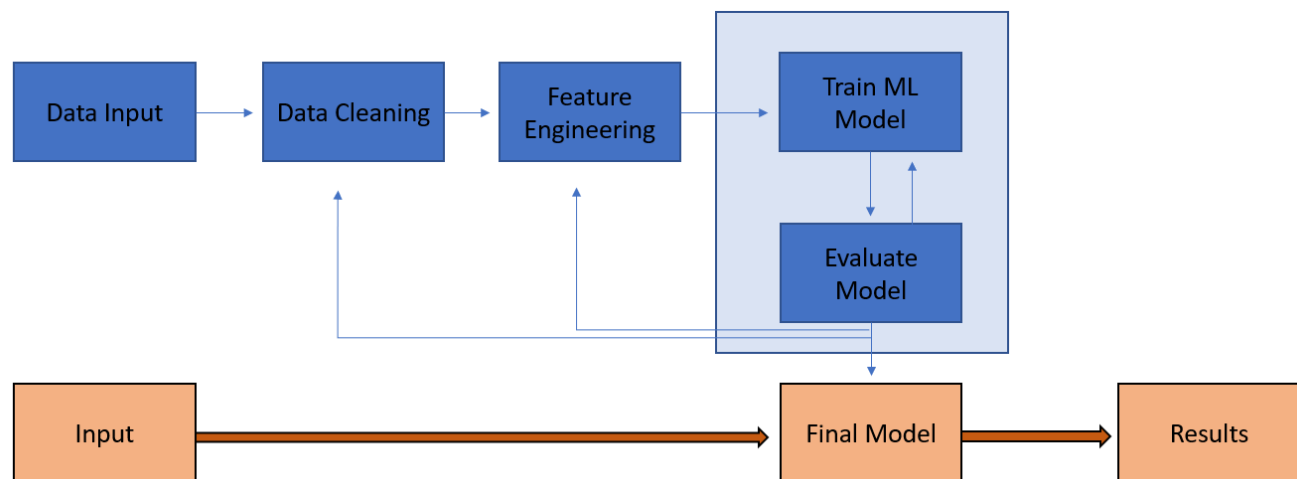 Data Input
Data Cleaning
Feature
Engineering
Train ML
Model
Evaluate
Model
Input
Final Model
Results